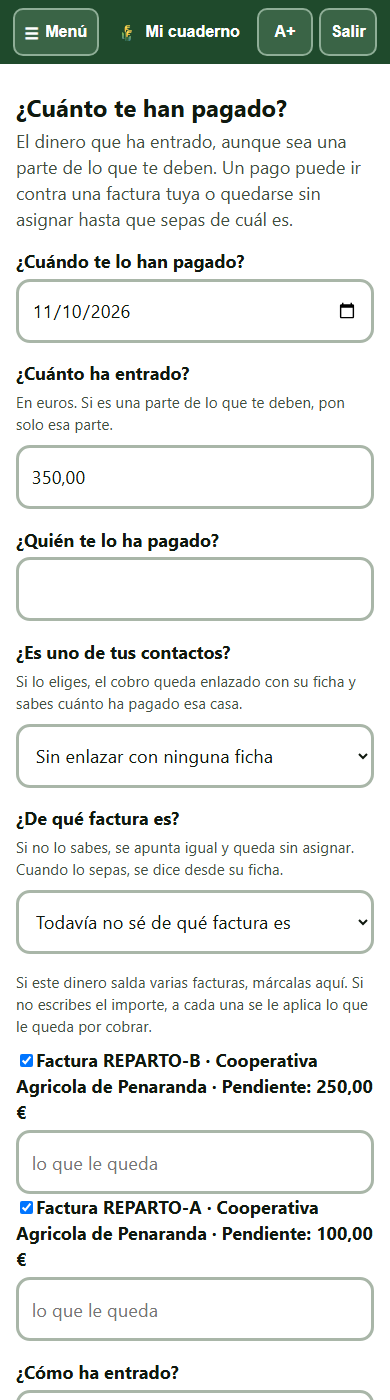 ☰ Menú
Mi cuaderno
A+
Salir
¿Cuánto te han pagado?
El dinero que ha entrado, aunque sea una
parte de lo que te deben. Un pago puede ir
contra una factura tuya o quedarse sin
asignar hasta que sepas de cuál es.
¿Cuándo te lo han pagado?
11/10/2026
¿Cuánto ha entrado?
En euros. Si es una parte de lo que te deben, pon
solo esa parte.
350,00
¿Quién te lo ha pagado?
¿Es uno de tus contactos?
Si lo eliges, el cobro queda enlazado con su ficha y
sabes cuánto ha pagado esa casa.
Sin enlazar con ninguna ficha
¿De qué factura es?
Si no lo sabes, se apunta igual y queda sin asignar.
Cuando lo sepas, se dice desde su ficha.
Todavía no sé de qué factura es
Si este dinero salda varias facturas, márcalas aquí. Si
no escribes el importe, a cada una se le aplica lo que
le queda por cobrar.
Factura REPARTO-B · Cooperativa
Agricola de Penaranda · Pendiente: 250,00
€
lo que le queda
Factura REPARTO-A · Cooperativa
Agricola de Penaranda · Pendiente: 100,00
€
lo que le queda
¿Cómo ha entrado?